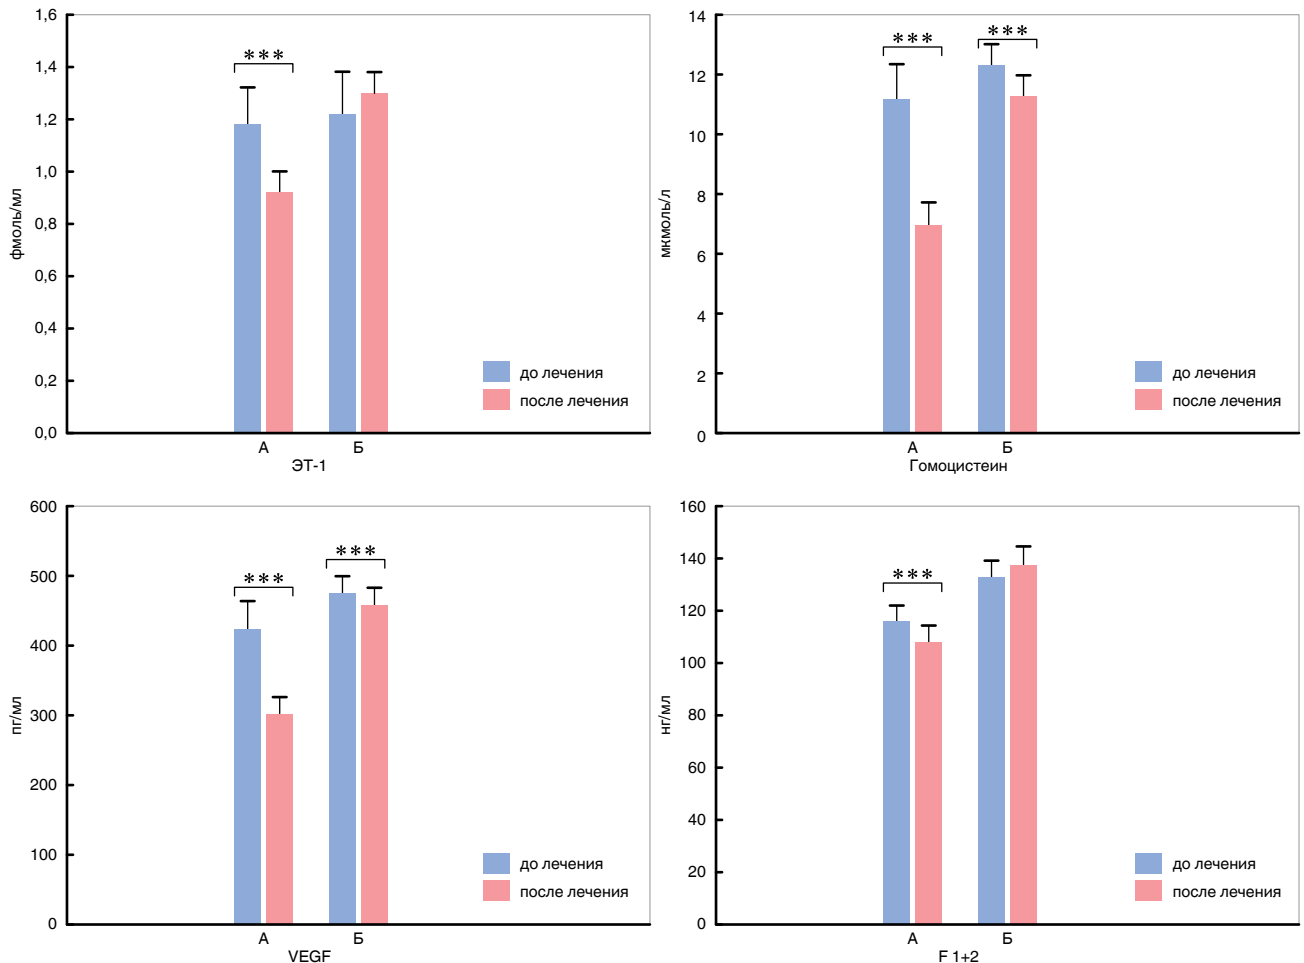 1,6
1,4
1,2
1,0
0,8
0,6
0,4
0,2
0,0
фмоль/мл
***
до лечения
после лечения
А Б
ЭТ-1
14
12
10
8
6
4
2
0
мкмоль/л
*** ***
до лечения
после лечения
А Б
Гомоцистеин
600
500
400
300
200
100
0
пг/мл
*** ***
до лечения
после лечения
А Б
VEGF
160
140
120
100
80
60
40
20
0
нг/мл
***
до лечения
после лечения
А Б
F 1+2